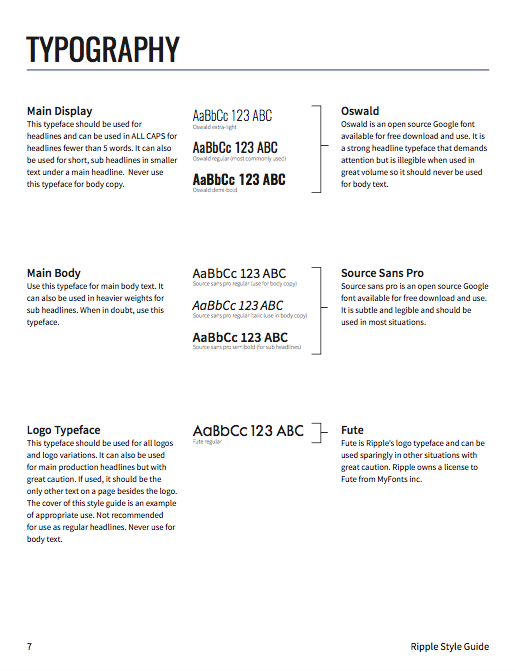 TYPOGRAPHY
Main Display
This typeface should be used for
headlines and can be used in ALL CAPS for
headlines fewer than 5 words. It can also
be used for short, sub headlines in smaller
text under a main headline.  Never use
this typeface for body copy.
AaBbCc 123 ABC
Oswald extra-light
AaBbCc 123 ABC
Oswald regular (most commonly used)
AaBbCc 123 ABC
Oswald demi-bold
Oswald
Oswald is an open source Google font
available for free download and use. It is
a strong headline typeface that demands
attention but is illegible when used in
great volume so it should never be used
for body text.
Main Body
Use this typeface for main body text. It
can also be used in heavier weights for
sub headlines. When in doubt, use this
typeface.
AaBbCc 123 ABC
Source sans pro regular (use for body copy)
AaBbCc 123 ABC
Source sans pro regular italic (use in body copy)
AaBbCc 123 ABC
Source sans pro semibold (for sub headlines)
Source Sans Pro
Source sans pro is an open source Google
font available for free download and use.
It is subtle and legible and should be
used in most situations.
Logo Typeface
This typeface should be used for all logos
and logo variations. It can also be used
for main production headlines but with
great caution. If used, it should be the
only other text on a page besides the logo.
The cover of this style guide is an example
of appropriate use. Not recommended
for use as regular headlines. Never use for
body text.
AaBbCc 123 ABC
Fute regular
Fute
Fute is Ripple's logo typeface and can be
used sparingly in other situations with
great caution. Ripple owns a license to
Fute from MyFonts inc.
7
Ripple Style Guide